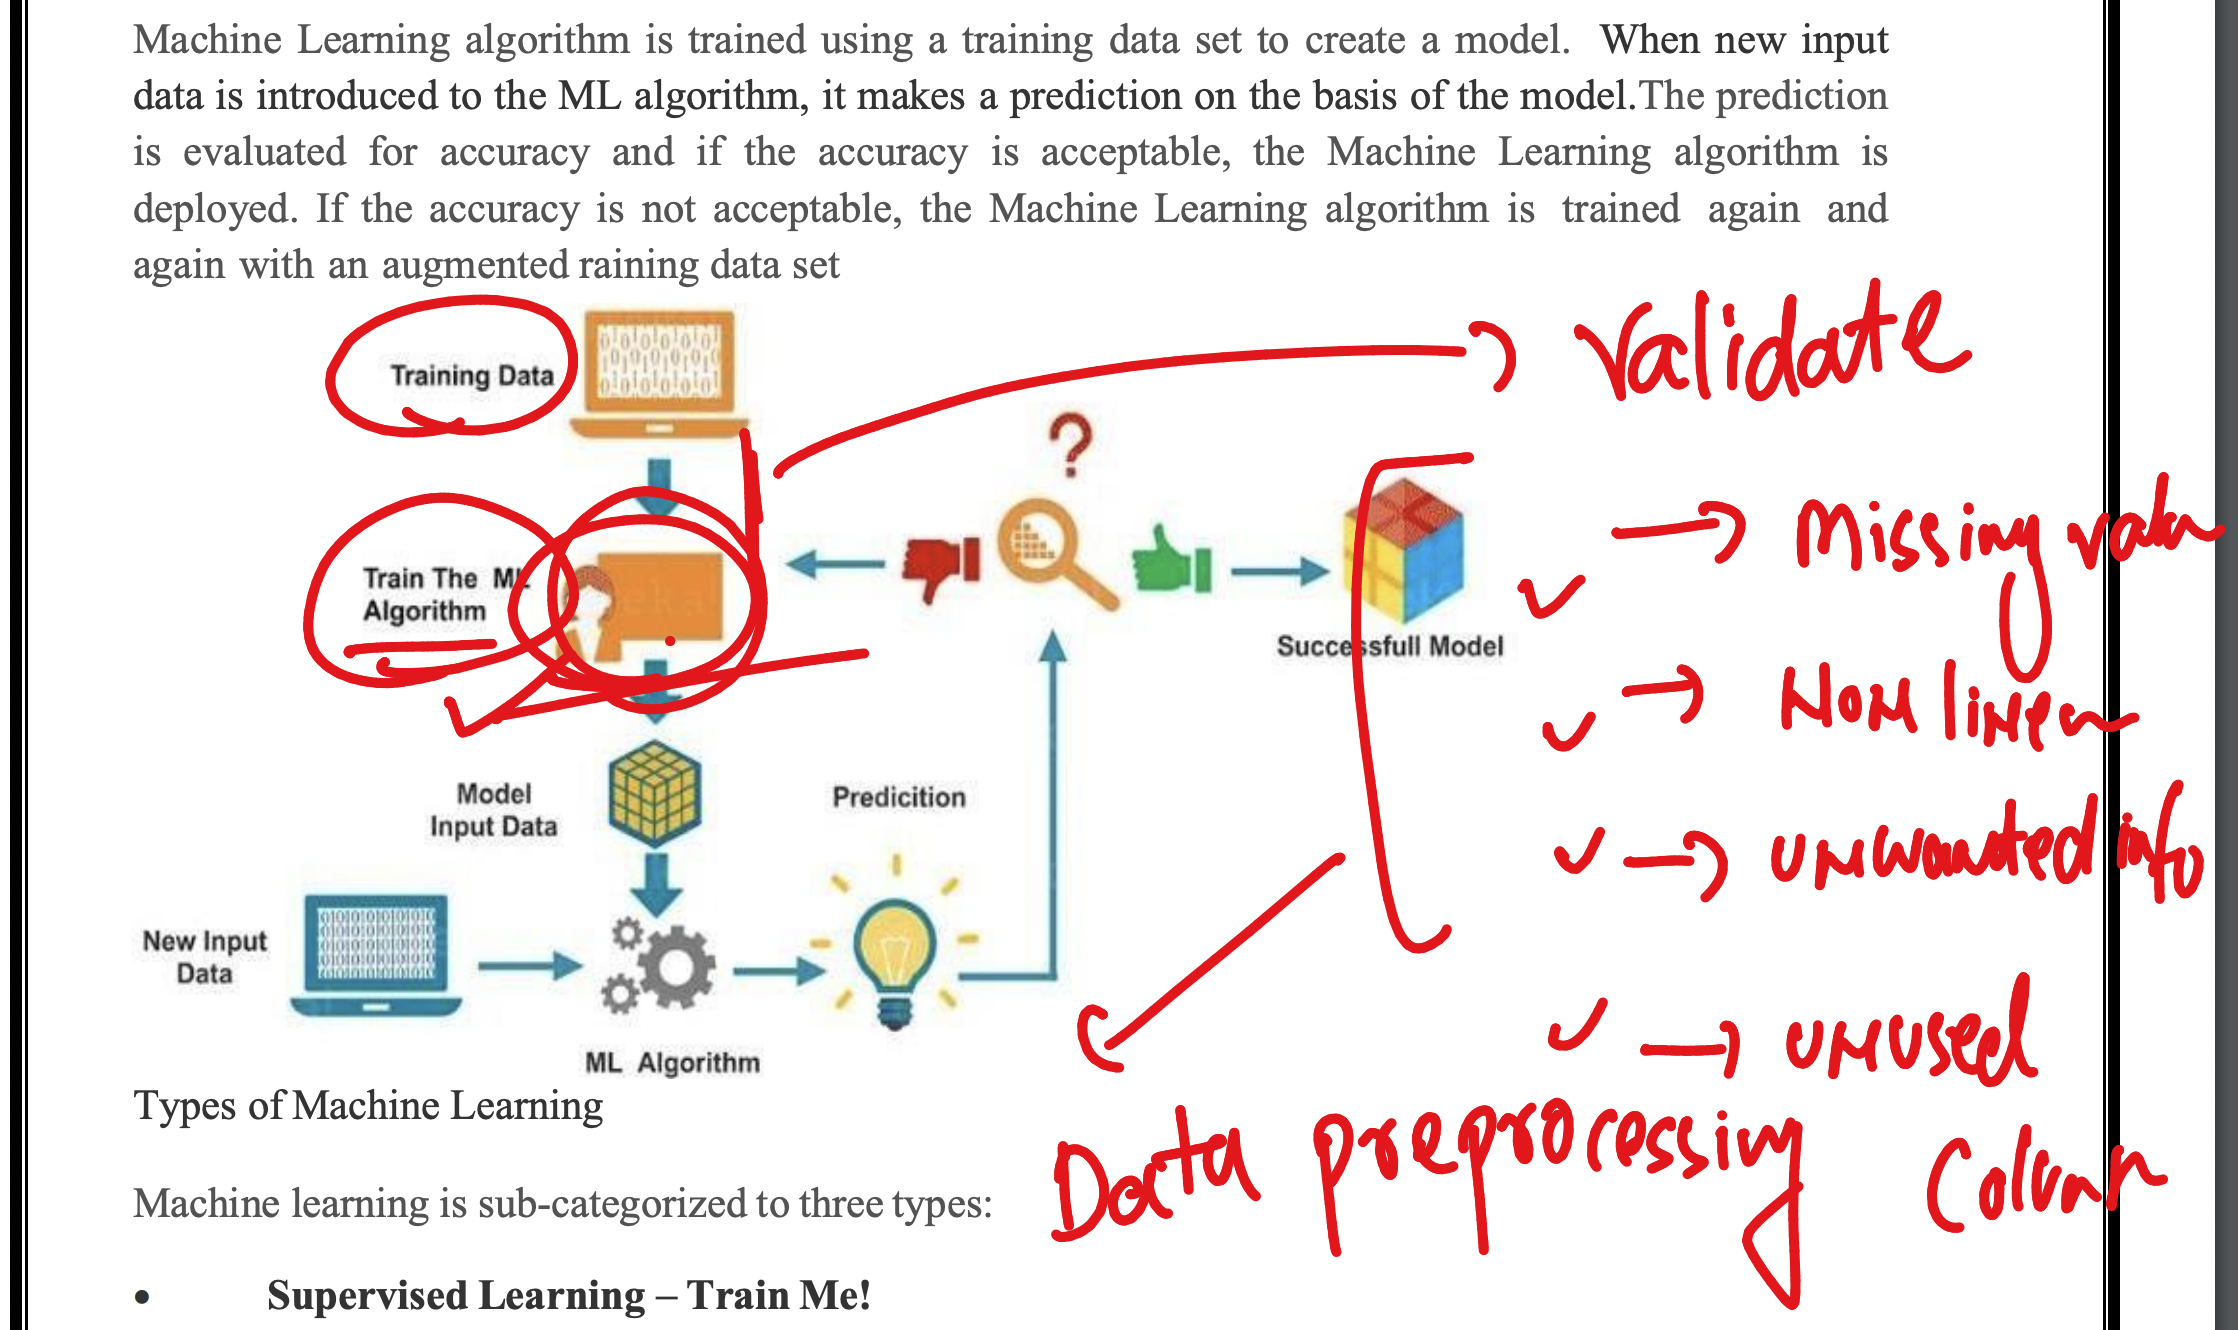 Machine Learning algorithm is trained using a training data set to create a model. When new input
data is introduced to the ML algorithm, it makes a prediction on the basis of the model.The prediction
is evaluated for accuracy and if the accuracy is acceptable, the Machine Learning algorithm is
deployed. If the accuracy is not acceptable, the Machine Learning algorithm is trained again and
again with an augmented raining data set
Training Data
?
Validate
Train The ML
Algorithm
Successfull Model
Missing
Non linear
unwanted info
unused
Column
Data preprocessing
Model
Input Data
Predicition
New Input
Data
ML Algorithm
Types of Machine Learning
Machine learning is sub-categorized to three types:
• Supervised Learning – Train Me!